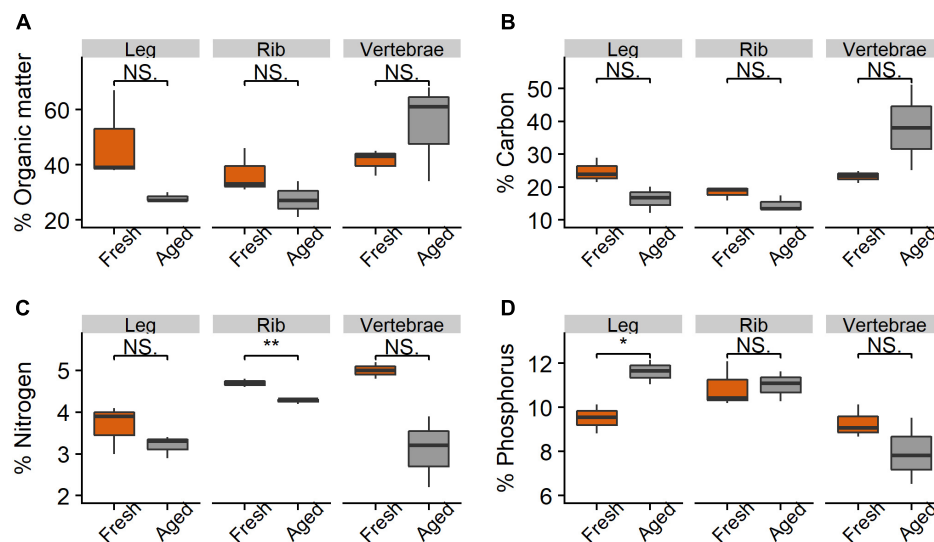 A
Leg Rib Vertebrae
NS. NS. NS.
% Organic matter
60
40
20
Fresh Aged Fresh Aged Fresh Aged
B
Leg Rib Vertebrae
NS. NS. NS.
% Carbon
50
40
30
20
10
Fresh Aged Fresh Aged Fresh Aged
C
Leg Rib Vertebrae
NS. ** NS.
% Nitrogen
5
4
3
2
Fresh Aged Fresh Aged Fresh Aged
D
Leg Rib Vertebrae
* NS. NS.
% Phosphorus
12
10
8
6
Fresh Aged Fresh Aged Fresh Aged